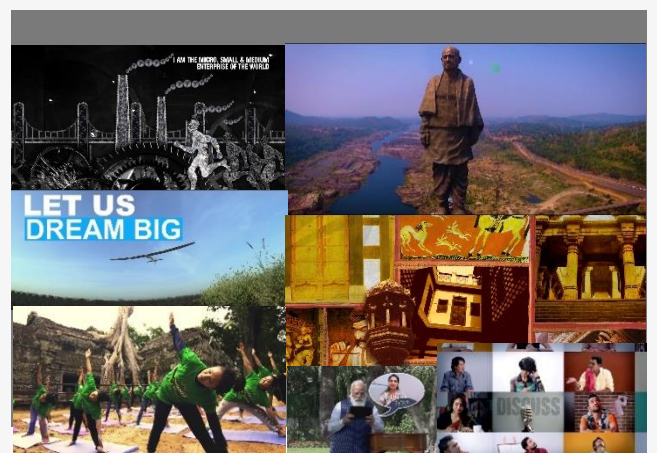 I AM THE MICRO, SMALL & MEDIUM
ENTERPRISE OF THE WORLD
LET US
DREAM BIG
DISCUSS